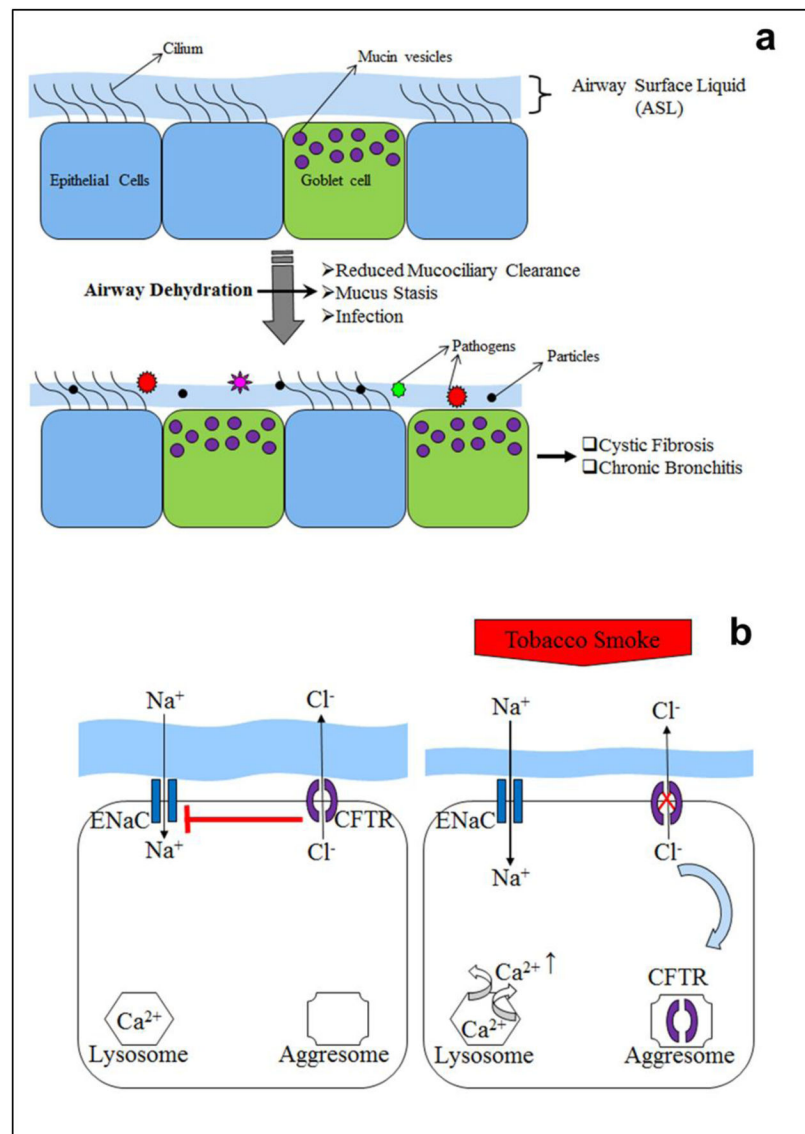 a
Cilium
Mucin vesicles
Airway Surface Liquid
(ASL)
Epithelial Cells
Goblet cell
Airway Dehydration
➢Reduced Mucociliary Clearance
➢Mucus Stasis
➢Infection
Pathogens
Particles
❑Cystic Fibrosis
❑Chronic Bronchitis
b
Tobacco Smoke
Na⁺
Cl⁻
ENaC
CFTR
Na⁺
Cl⁻
Ca²⁺
Lysosome
Aggresome
Na⁺
Cl⁻
ENaC
Na⁺
Cl⁻
Ca²⁺↑
CFTR
Ca²⁺
Lysosome
Aggresome